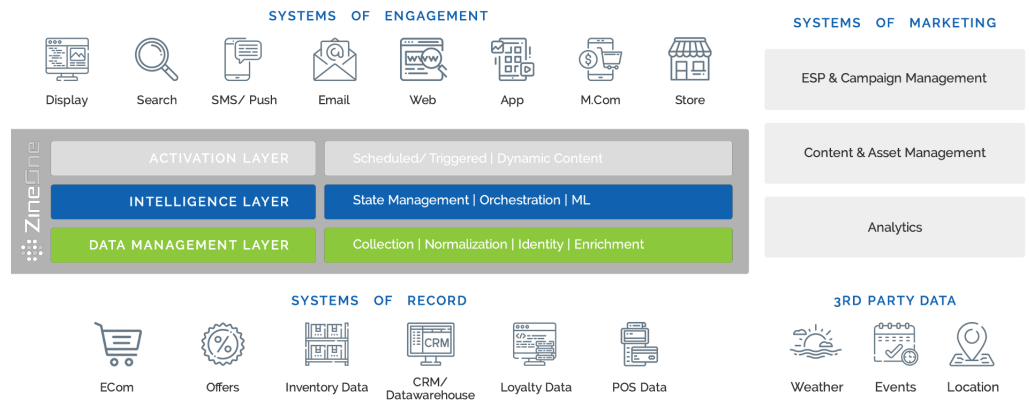 SYSTEMS OF ENGAGEMENT
Display
Search
SMS/ Push
Email
www
Web
App
$
M.Com
Store
SYSTEMS OF MARKETING
ESP & Campaign Management
Content & Asset Management
Analytics
ZineOne
ACTIVATION LAYER
Scheduled/ Triggered | Dynamic Content
INTELLIGENCE LAYER
State Management | Orchestration | ML
DATA MANAGEMENT LAYER
Collection | Normalization | Identity | Enrichment
SYSTEMS OF RECORD
ECom
%
Offers
Inventory Data
CRM
CRM/
Datawarehouse
Loyalty Data
POS Data
3RD PARTY DATA
Weather
Events
Location